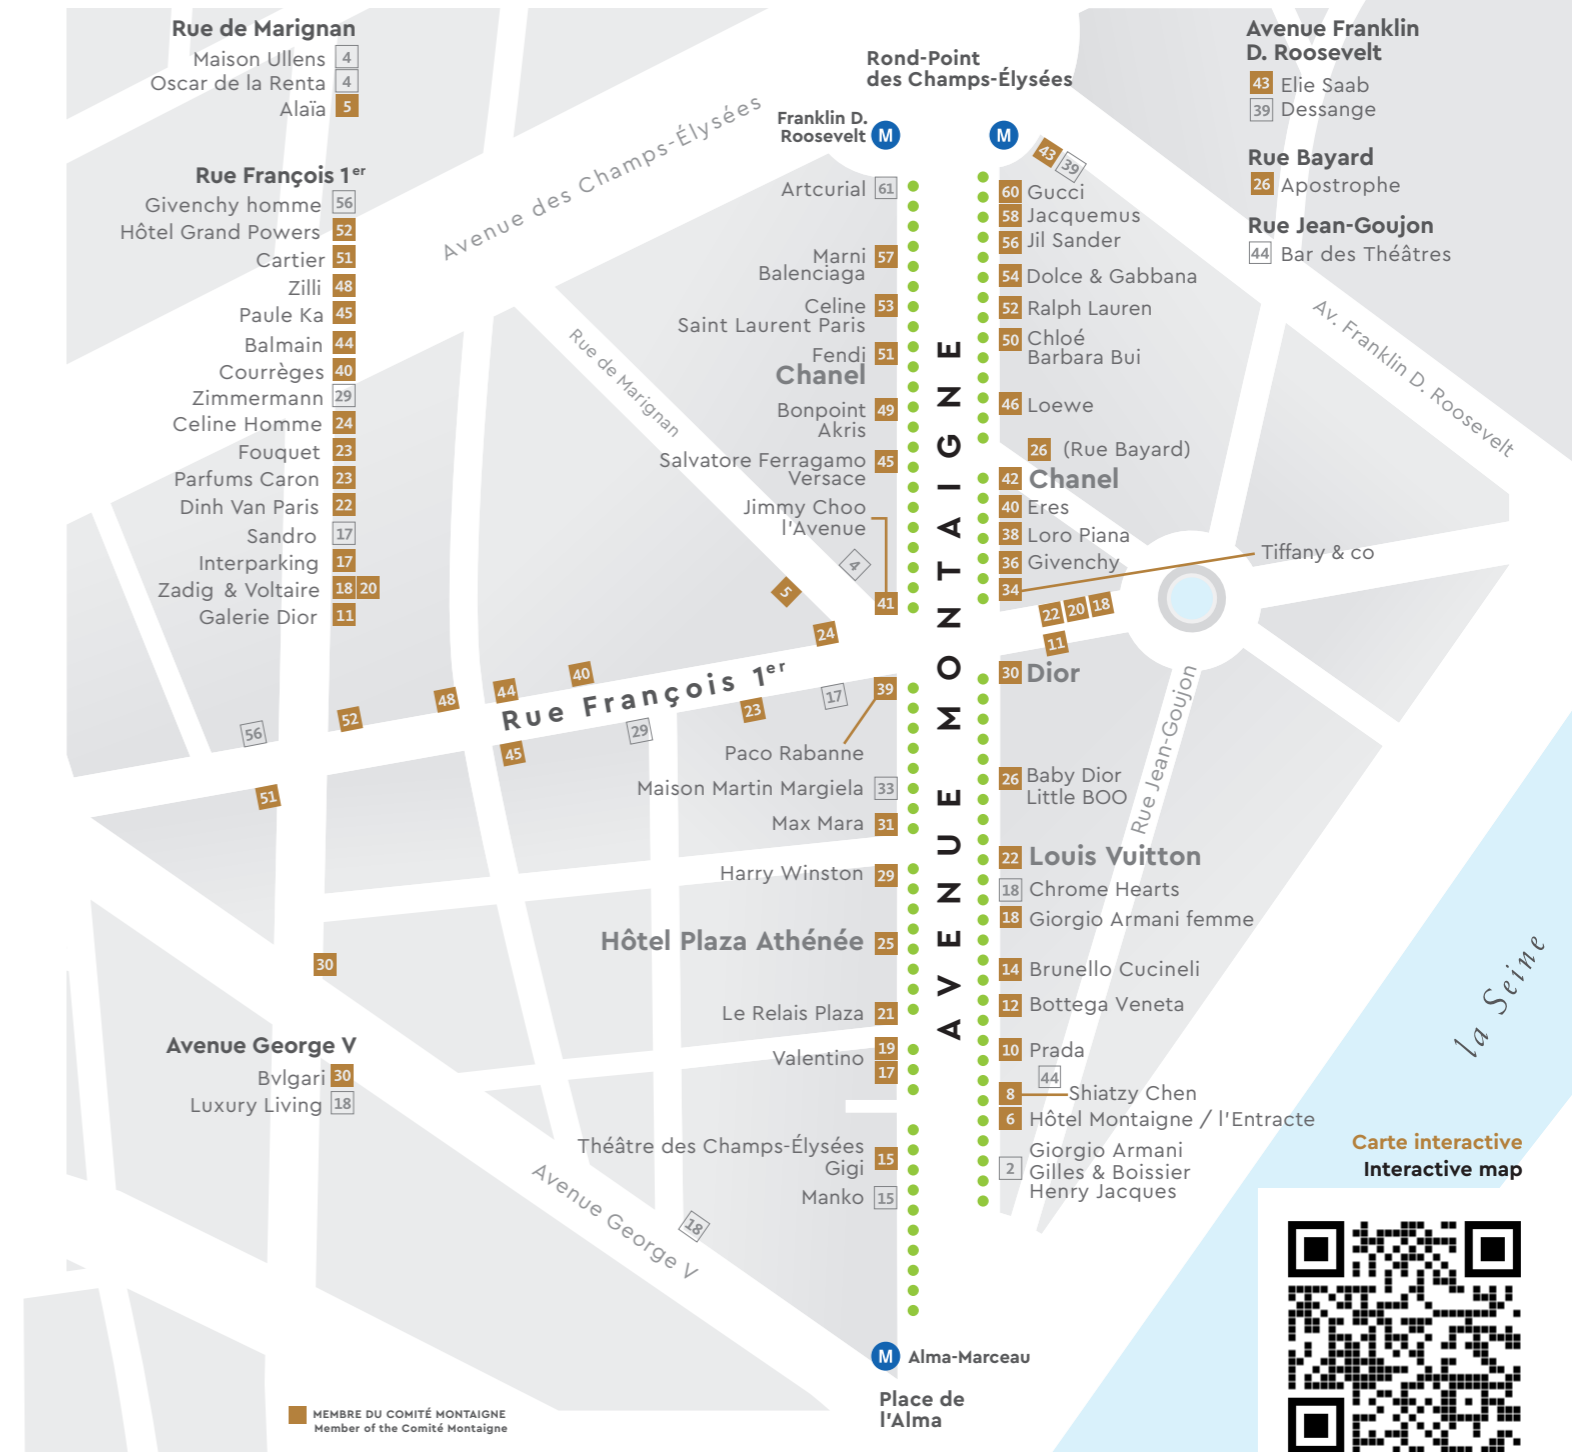 Rue de Marignan
Maison Ullens 4
Oscar de la Renta 4
Alaïa 5
Rue François 1er
Givenchy homme 56
Hôtel Grand Powers 52
Cartier 51
Zilli 48
Paule Ka 45
Balmain 44
Courrèges 40
Zimmermann 29
Celine Homme 24
Fouquet 23
Parfums Caron 23
Dinh Van Paris 22
Sandro 17
Interparking 17
Zadig & Voltaire 18 20
Galerie Dior 11
Avenue George V
Bvlgari 30
Luxury Living 18
Rond-Point
des Champs-Élysées
Franklin D.
Roosevelt M
M
Avenue des Champs-Élysées
Rue de Marignan
Artcurial 61
Marni 57
Balenciaga
Celine 53
Saint Laurent Paris
Fendi 51
Chanel
Bonpoint 49
Akris
Salvatore Ferragamo 45
Versace
Jimmy Choo
l'Avenue
41
4
5
24
40
44
48
52
56
51
45
29
23
17
Rue François 1er
39
Paco Rabanne
Maison Martin Margiela 33
Max Mara 31
Harry Winston 29
Hôtel Plaza Athénée 25
Le Relais Plaza 21
Valentino 19
17
Théâtre des Champs-Élysées
Gigi 15
Manko 15
30
18
Avenue George V
AVENUE MONTAIGNE
43
39
60 Gucci
58 Jacquemus
56 Jil Sander
54 Dolce & Gabbana
52 Ralph Lauren
50 Chloé
Barbara Bui
46 Loewe
26 (Rue Bayard)
42 Chanel
40 Eres
38 Loro Piana
36 Givenchy
34
Tiffany & co
22 20 18
11
30 Dior
26 Baby Dior
Little BOO
22 Louis Vuitton
18 Chrome Hearts
18 Giorgio Armani femme
14 Brunello Cucineli
12 Bottega Veneta
10 Prada
44
8 Shiatzy Chen
6 Hôtel Montaigne / l'Entracte
Giorgio Armani
2 Gilles & Boissier
Henry Jacques
Rue Jean-Goujon
Av. Franklin D. Roosevelt
la Seine
Avenue Franklin
D. Roosevelt
43 Elie Saab
39 Dessange
Rue Bayard
26 Apostrophe
Rue Jean-Goujon
44 Bar des Théâtres
Carte interactive
Interactive map
M Alma-Marceau
Place de
l'Alma
MEMBRE DU COMITÉ MONTAIGNE
Member of the Comité Montaigne